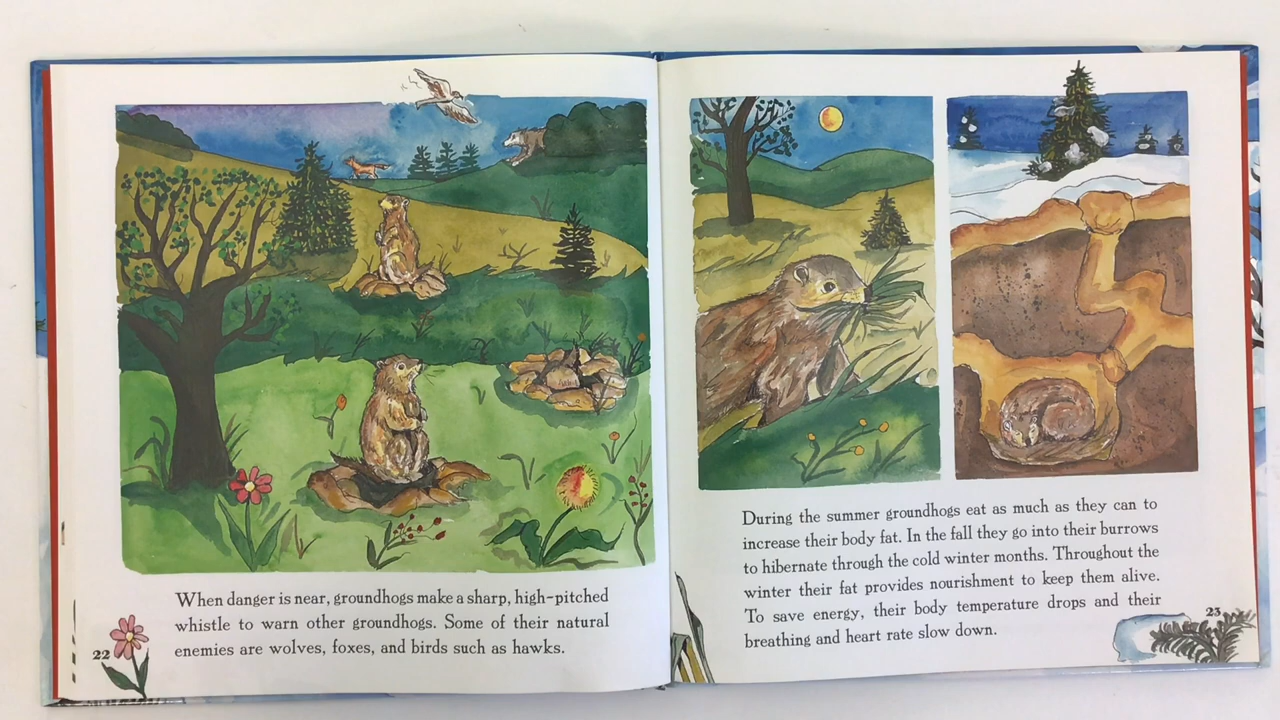 When danger is near, groundhogs make a sharp, high-pitched
whistle to warn other groundhogs. Some of their natural
enemies are wolves, foxes, and birds such as hawks.
22
During the summer groundhogs eat as much as they can to
increase their body fat. In the fall they go into their burrows
to hibernate through the cold winter months. Throughout the
winter their fat provides nourishment to keep them alive.
To save energy, their body temperature drops and their
breathing and heart rate slow down.
23